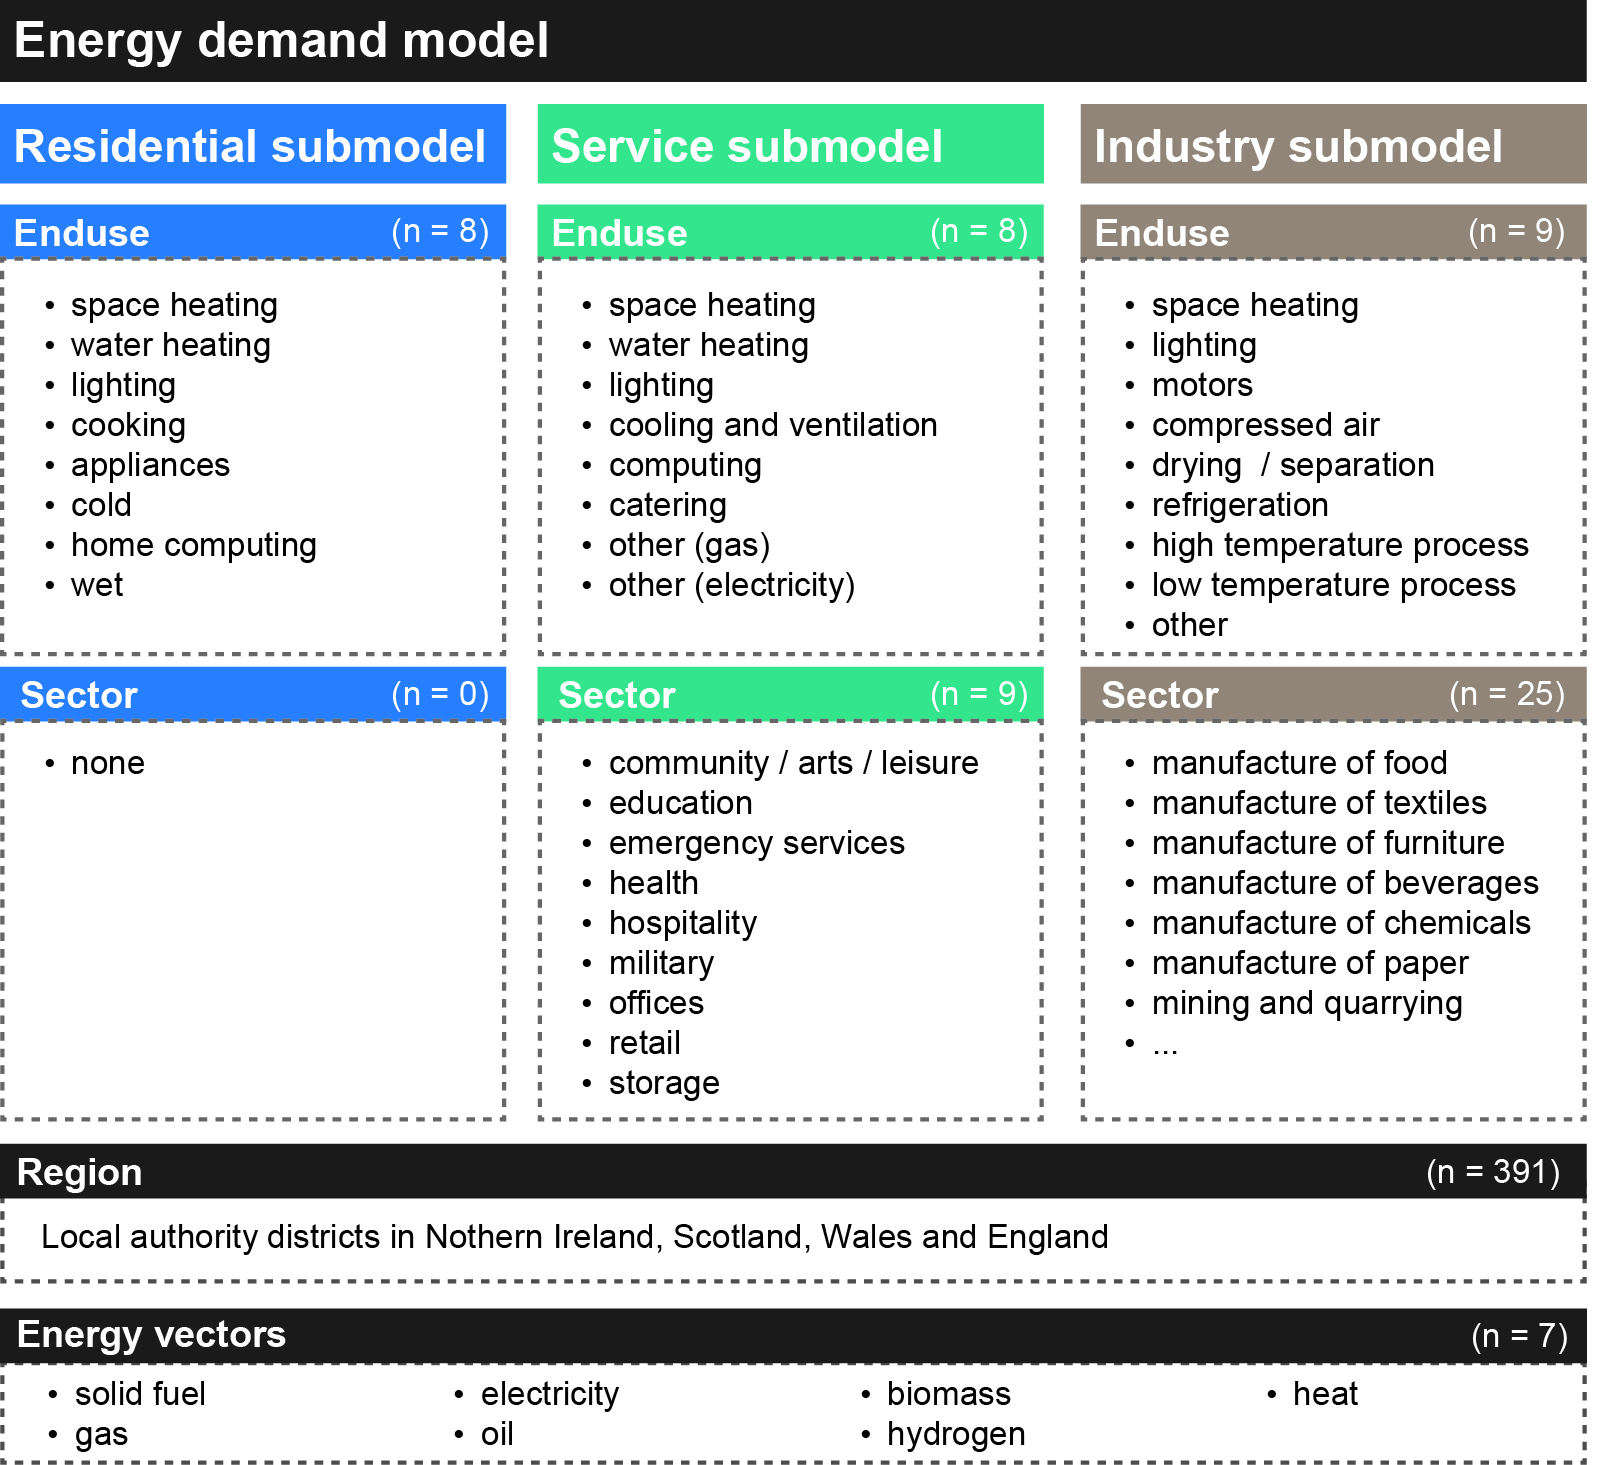 Energy demand model
Residential submodel
Enduse (n = 8)
• space heating
• water heating
• lighting
• cooking
• appliances
• cold
• home computing
• wet
Sector (n = 0)
• none
Service submodel
Enduse (n = 8)
• space heating
• water heating
• lighting
• cooling and ventilation
• computing
• catering
• other (gas)
• other (electricity)
Sector (n = 9)
• community / arts / leisure
• education
• emergency services
• health
• hospitality
• military
• offices
• retail
• storage
Industry submodel
Enduse (n = 9)
• space heating
• lighting
• motors
• compressed air
• drying / separation
• refrigeration
• high temperature process
• low temperature process
• other
Sector (n = 25)
• manufacture of food
• manufacture of textiles
• manufacture of furniture
• manufacture of beverages
• manufacture of chemicals
• manufacture of paper
• mining and quarrying
• ...
Region (n = 391)
Local authority districts in Nothern Ireland, Scotland, Wales and England
Energy vectors (n = 7)
• solid fuel
• gas
• electricity
• oil
• biomass
• hydrogen
• heat